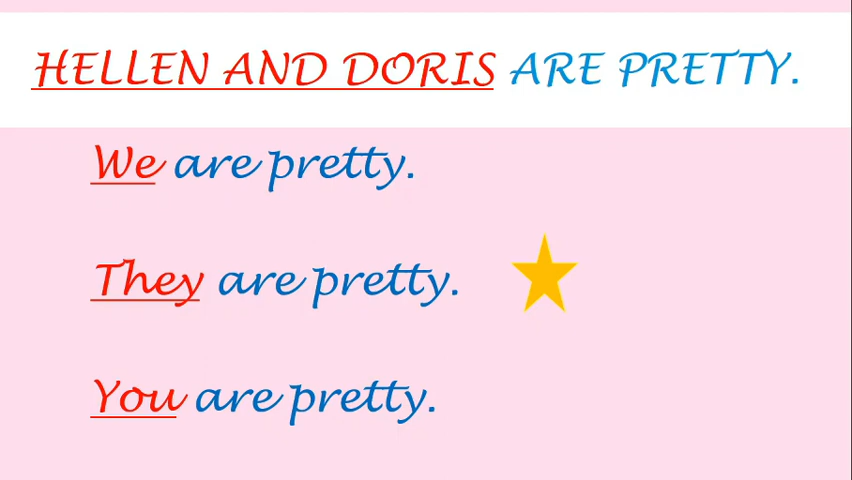 HELLEN AND DORIS ARE PRETTY.
We are pretty.
They are pretty.
You are pretty.